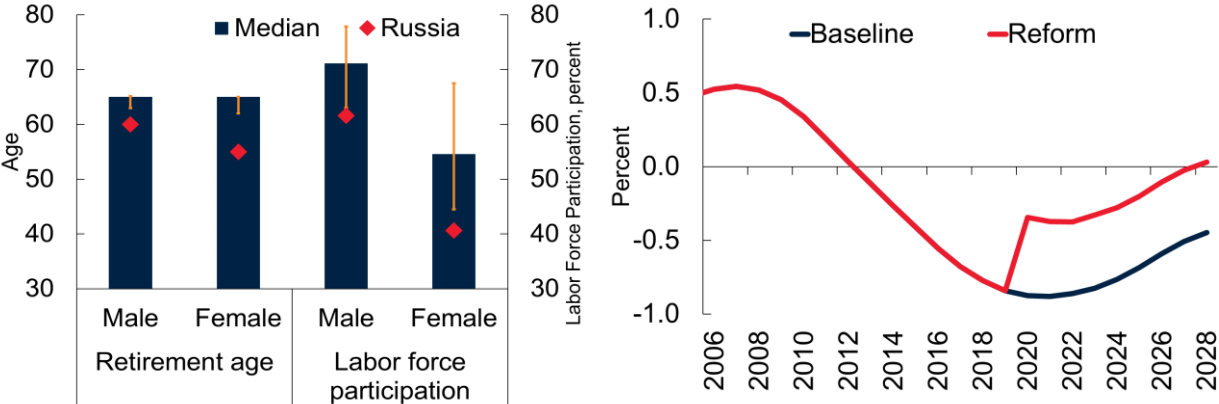 80
70
60
50
40
30
Age
Median
Russia
80
70
60
50
40
30
Labor Force Participation, percent
Male
Female
Male
Female
Retirement age
Labor force
participation
1.0
0.5
0.0
-0.5
-1.0
Percent
Baseline
Reform
2006
2008
2010
2012
2014
2016
2018
2020
2022
2024
2026
2028